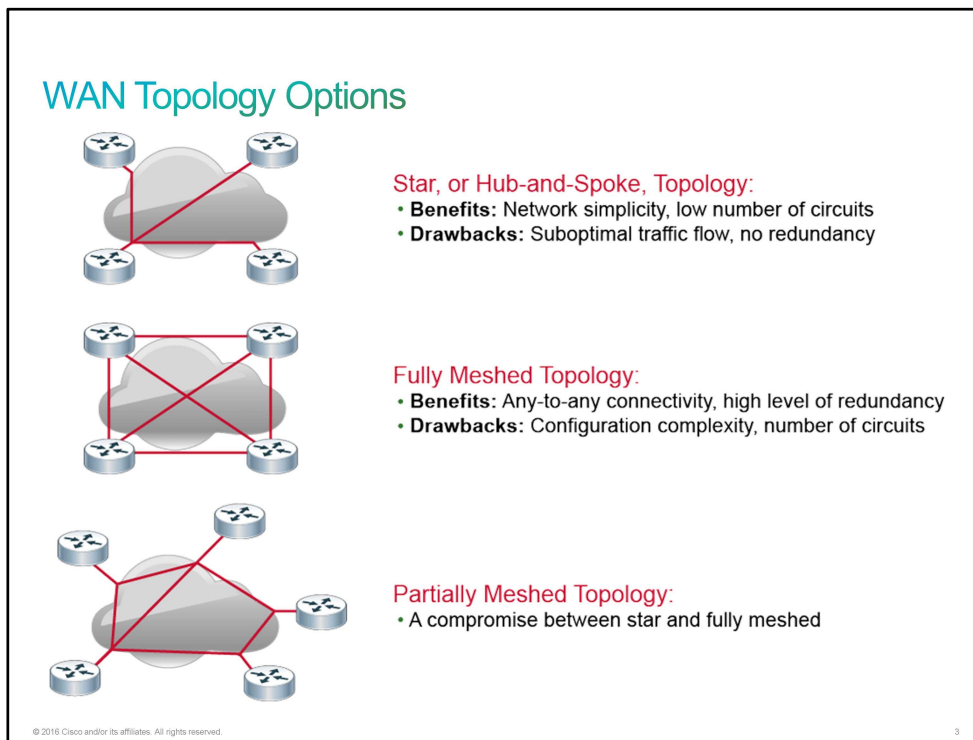 WAN Topology Options
Star, or Hub-and-Spoke, Topology:
• Benefits: Network simplicity, low number of circuits
• Drawbacks: Suboptimal traffic flow, no redundancy
Fully Meshed Topology:
• Benefits: Any-to-any connectivity, high level of redundancy
• Drawbacks: Configuration complexity, number of circuits
Partially Meshed Topology:
• A compromise between star and fully meshed
© 2016 Cisco and/or its affiliates. All rights reserved.
3